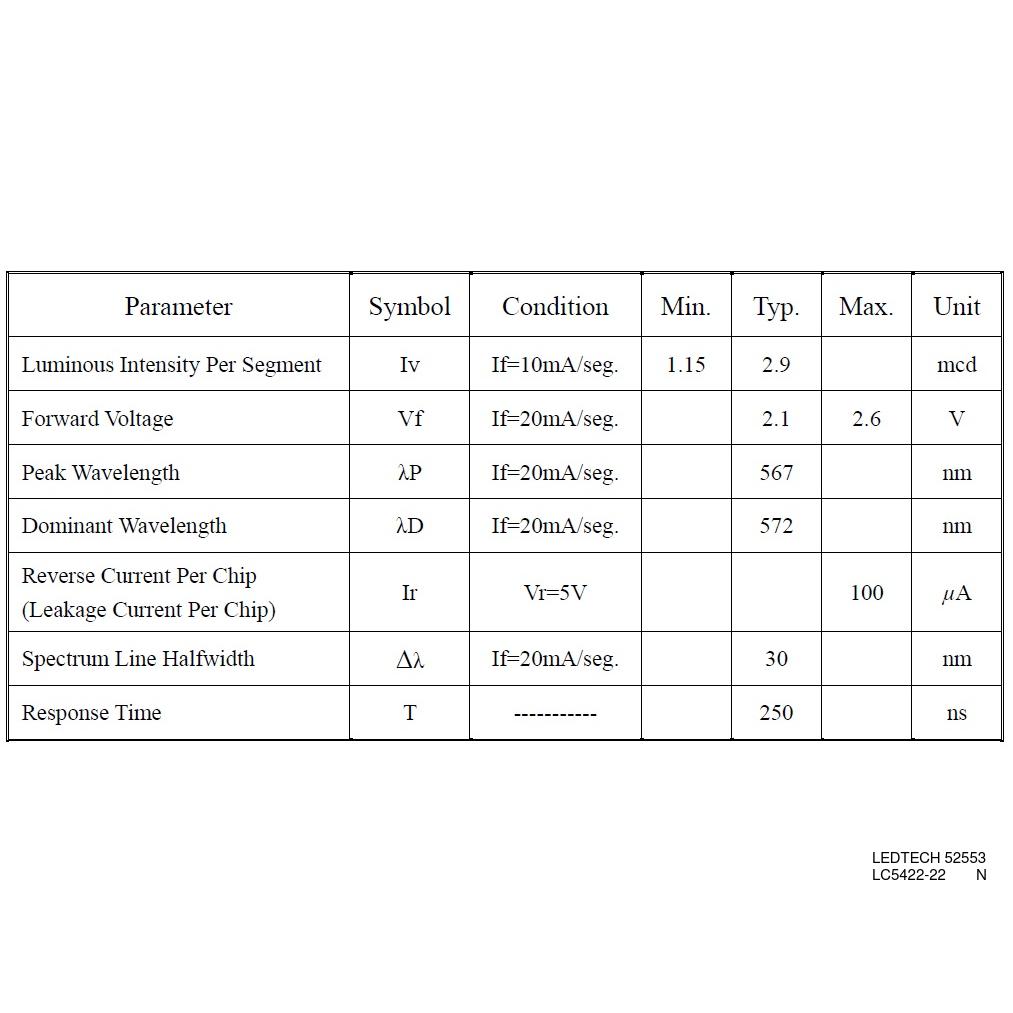 Parameter Symbol Condition Min. Typ. Max. Unit
Luminous Intensity Per Segment Iv If=10mA/seg. 1.15 2.9 mcd
Forward Voltage Vf If=20mA/seg. 2.1 2.6 V
Peak Wavelength λP If=20mA/seg. 567 nm
Dominant Wavelength λD If=20mA/seg. 572 nm
Reverse Current Per Chip
(Leakage Current Per Chip) Ir Vr=5V 100 μA
Spectrum Line Halfwidth Δλ If=20mA/seg. 30 nm
Response Time T ----------- 250 ns
LEDTECH 52553
LC5422-22 N